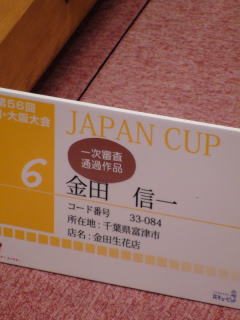 第56回
・大阪大会
JAPAN CUP
6
一次審査
通過作品
金田 信一
コード番号 33-084
所在地:千葉県富津市
店名:金田生花店